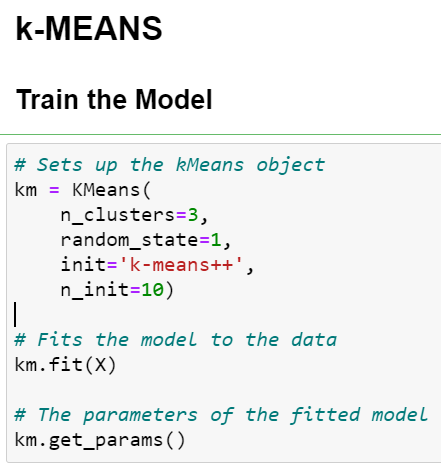 k-MEANS
Train the Model
# Sets up the kMeans object
km = KMeans(
    n_clusters=3,
    random_state=1,
    init='k-means++',
    n_init=10)
# Fits the model to the data
km.fit(X)
# The parameters of the fitted model
km.get_params()